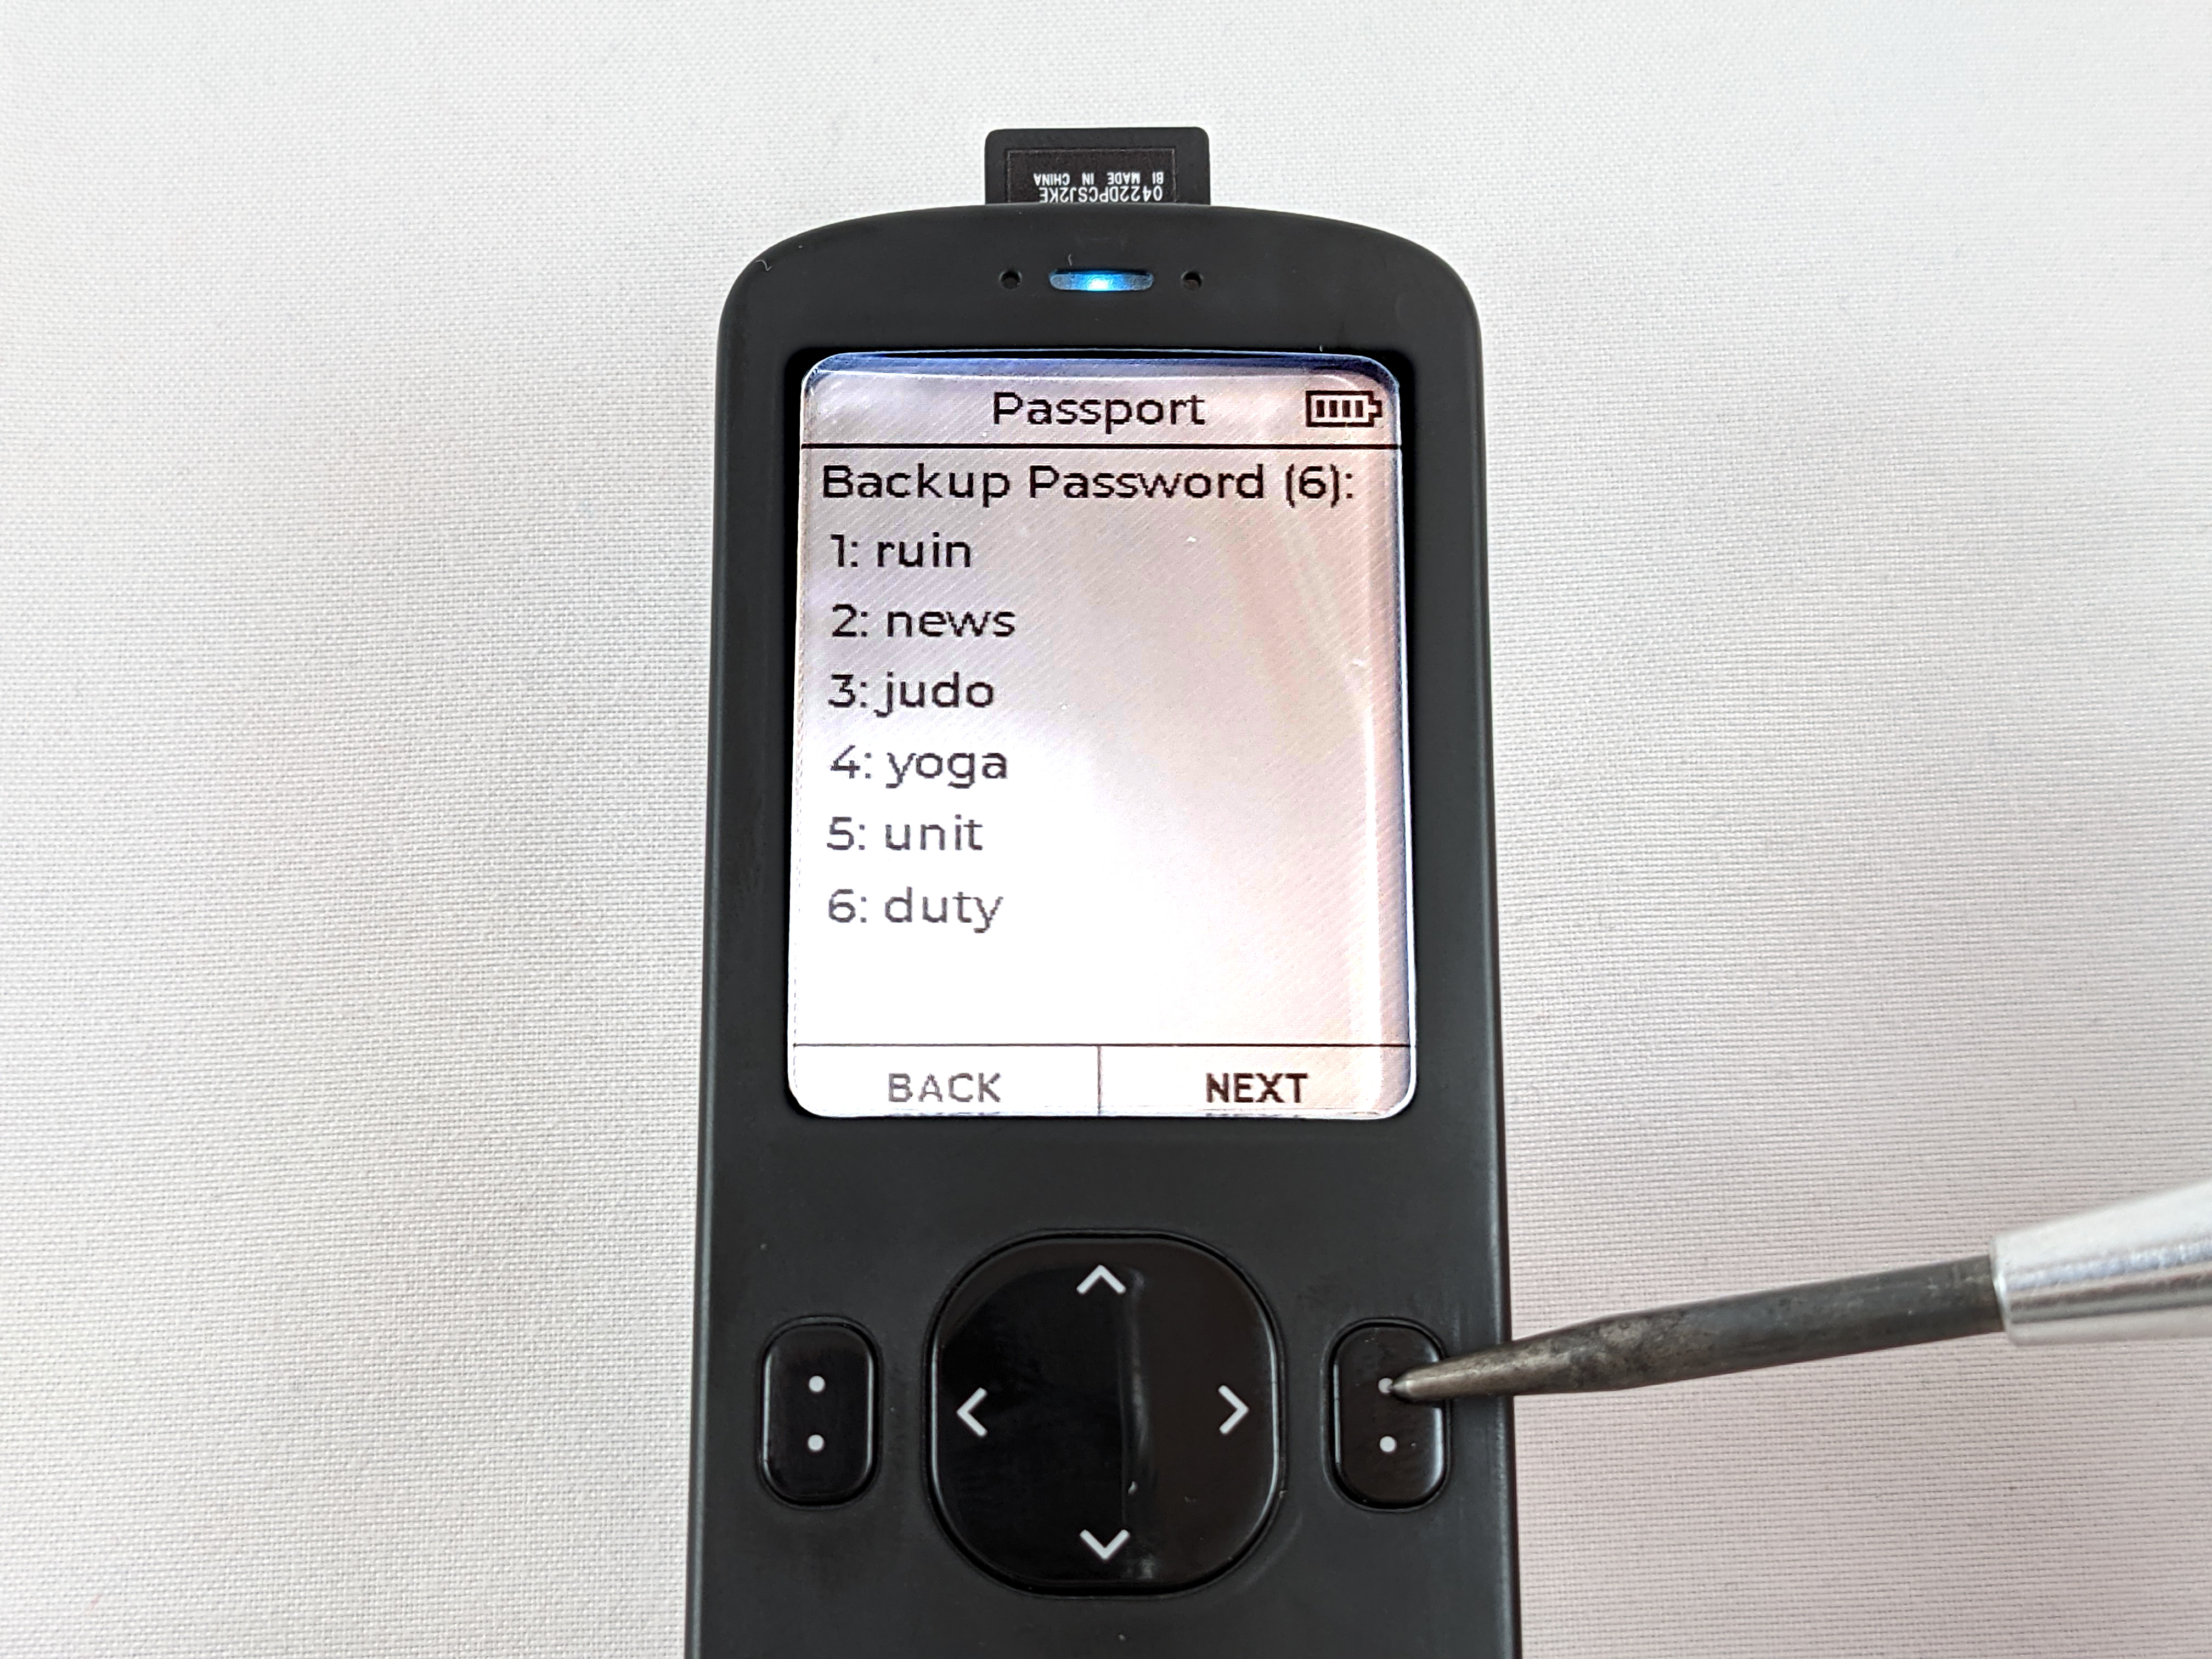 0422DPCSJ2KE
BI MADE IN CHINA
Passport
Backup Password (6):
1: ruin
2: news
3: judo
4: yoga
5: unit
6: duty
BACK NEXT